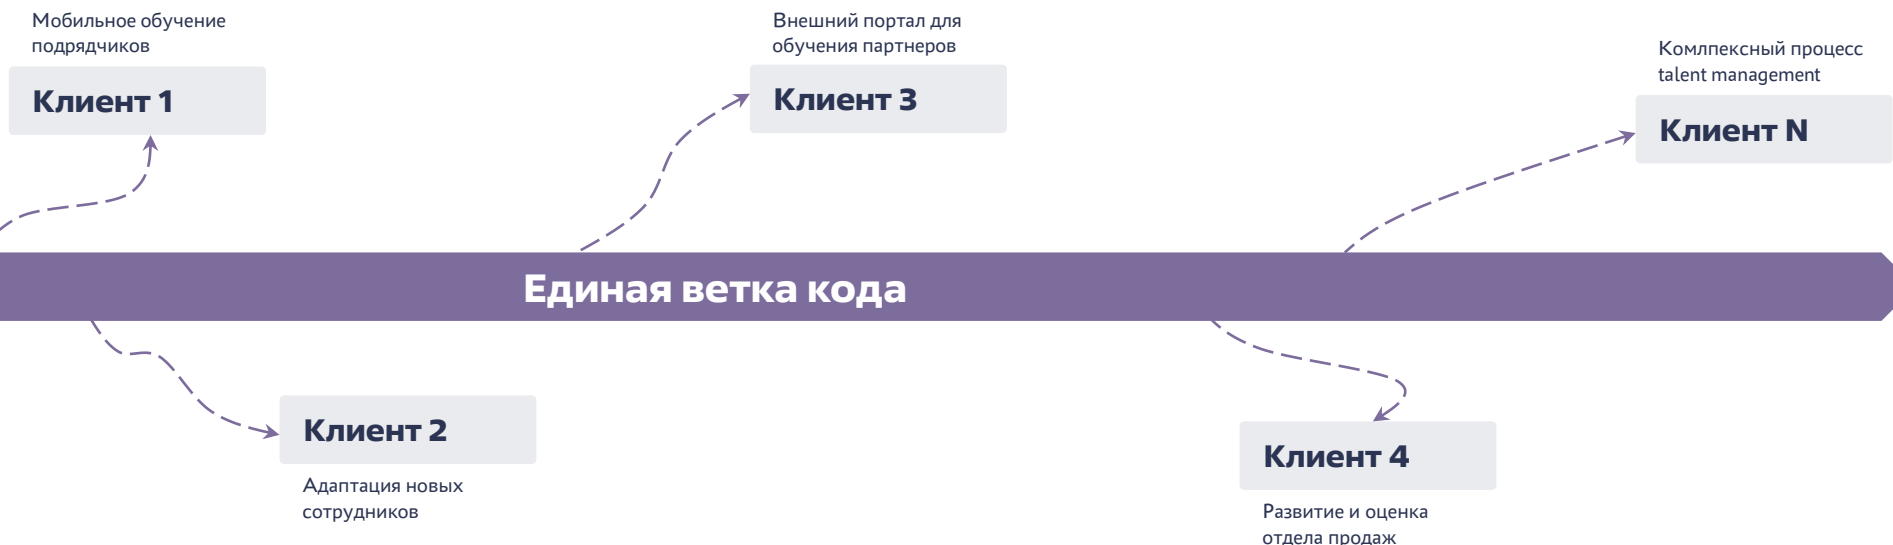 Мобильное обучение
подрядчиков
Клиент 1
Внешний портал для
обучения партнеров
Клиент 3
Комлпексный процесс
talent management
Клиент N
Единая ветка кода
Клиент 2
Адаптация новых
сотрудников
Клиент 4
Развитие и оценка
отдела продаж